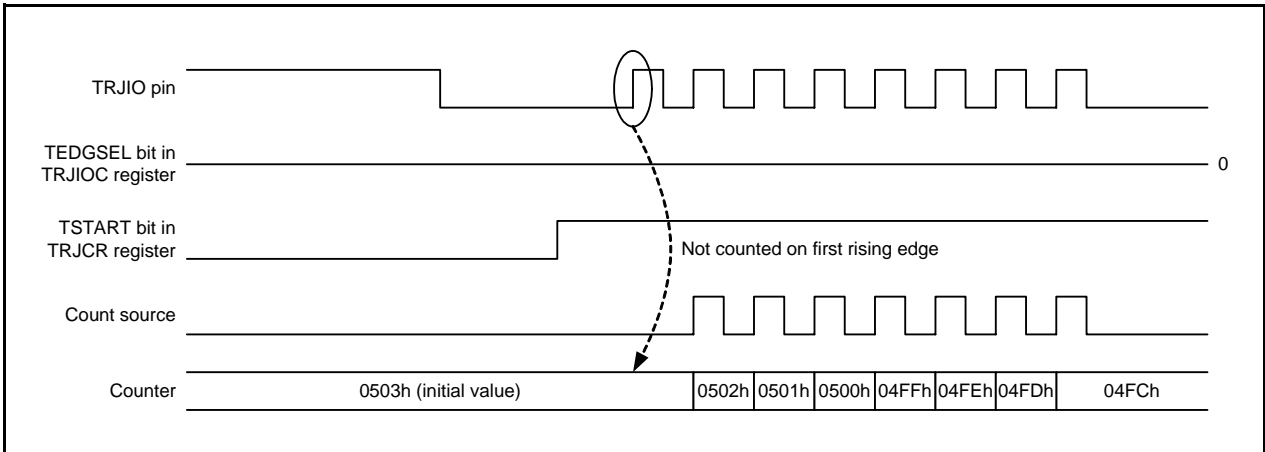 TRJIO pin
TEDGSEL bit in
TRJIOC register
0
TSTART bit in
TRJCR register
Not counted on first rising edge
Count source
Counter
0503h (initial value)
0502h
0501h
0500h
04FFh
04FEh
04FDh
04FCh